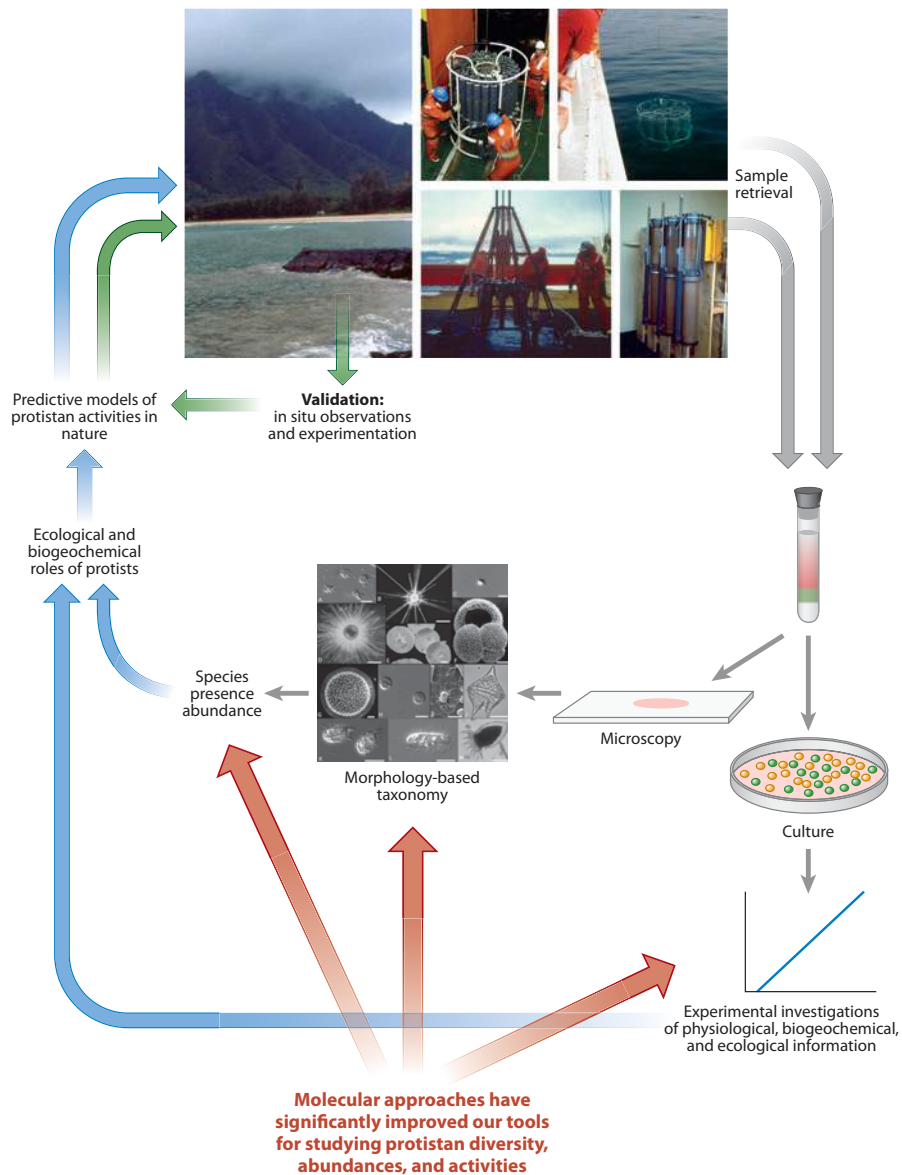 Sample
retrieval
Predictive models of
protistan activities in
nature
Validation:
in situ observations
and experimentation
Ecological and
biogeochemical
roles of protists
Species
presence
abundance
Morphology-based
taxonomy
Microscopy
Culture
Experimental investigations
of physiological, biogeochemical,
and ecological information
Molecular approaches have
significantly improved our tools
for studying protistan diversity,
abundances, and activities